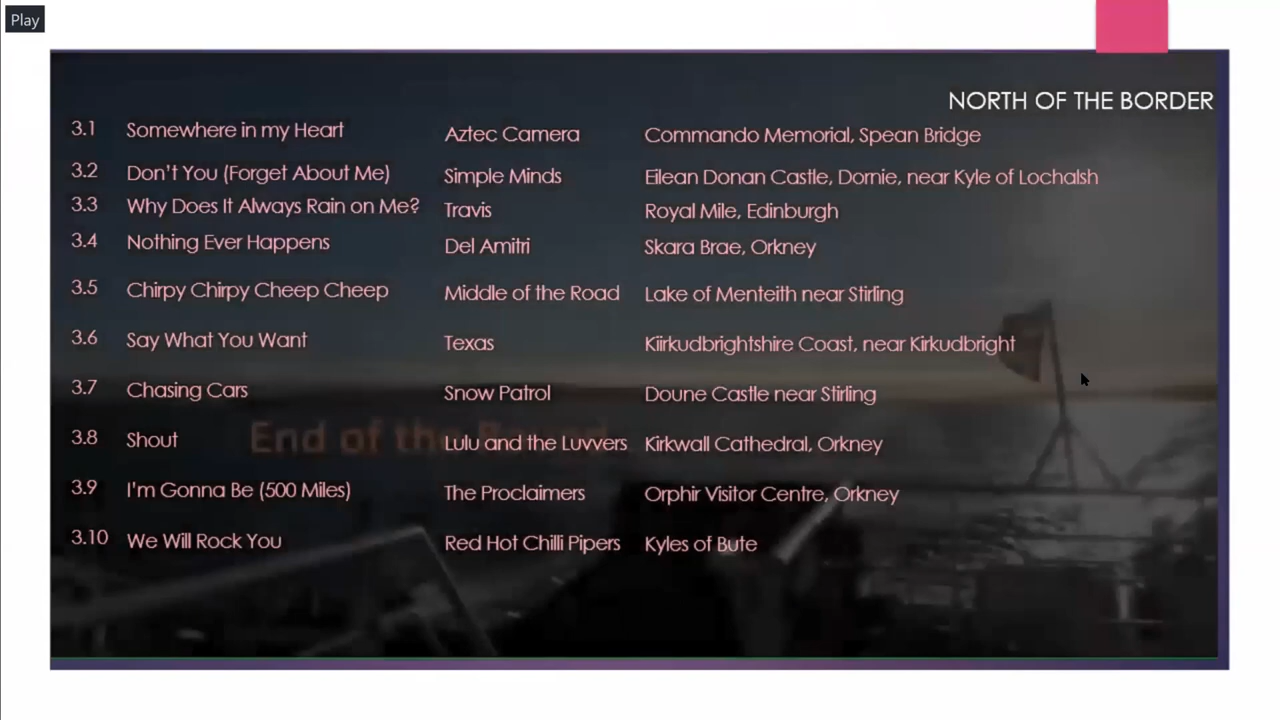 Play
NORTH OF THE BORDER
3.1 Somewhere in my Heart Aztec Camera Commando Memorial, Spean Bridge
3.2 Don't You (Forget About Me) Simple Minds Eilean Donan Castle, Dornie, near Kyle of Lochalsh
3.3 Why Does It Always Rain on Me? Travis Royal Mile, Edinburgh
3.4 Nothing Ever Happens Del Amitri Skara Brae, Orkney
3.5 Chirpy Chirpy Cheep Cheep Middle of the Road Lake of Menteith near Stirling
3.6 Say What You Want Texas Kiirkudbrightshire Coast, near Kirkudbright
3.7 Chasing Cars Snow Patrol Doune Castle near Stirling
3.8 Shout Lulu and the Luvvers Kirkwall Cathedral, Orkney
End of the
3.9 I'm Gonna Be (500 Miles) The Proclaimers Orphir Visitor Centre, Orkney
3.10 We Will Rock You Red Hot Chilli Pipers Kyles of Bute